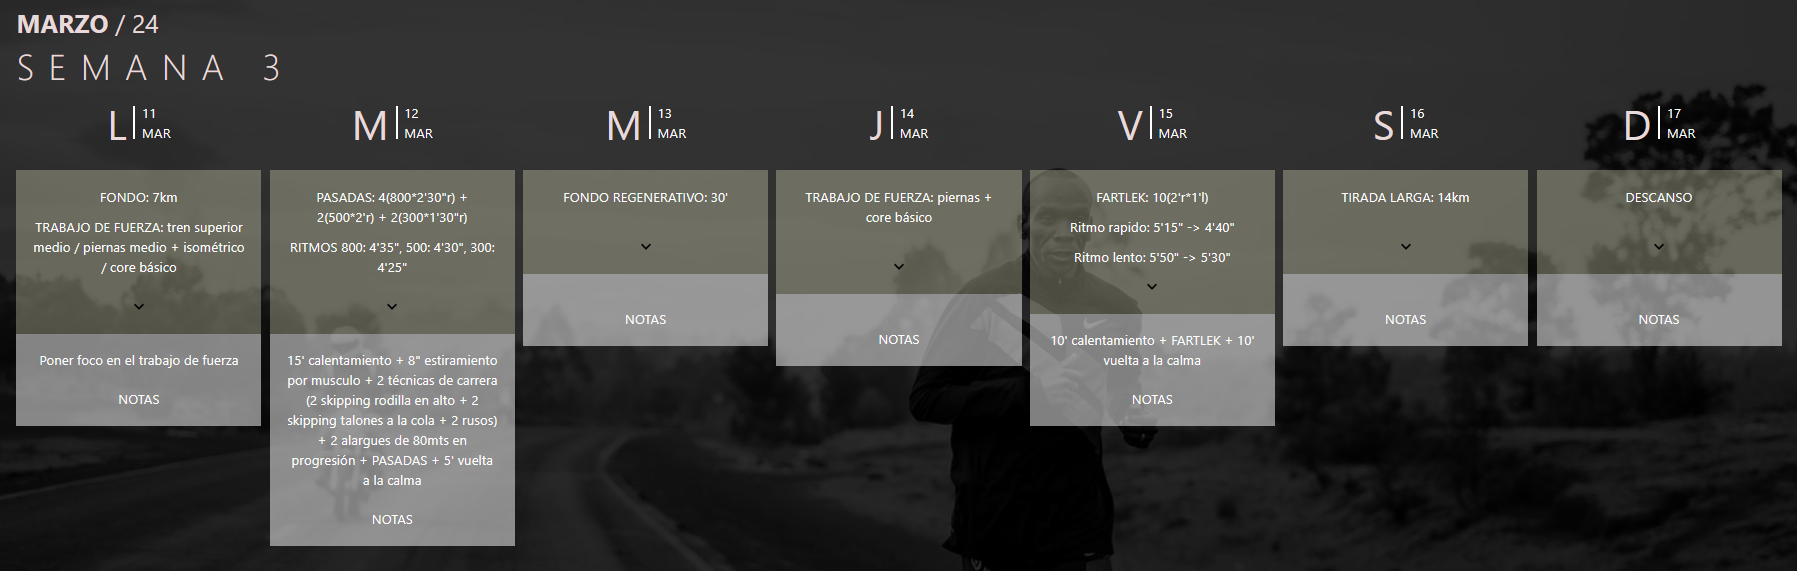 MARZO / 24
SEMANA 3
L
11
MAR
M
12
MAR
M
13
MAR
J
14
MAR
V
15
MAR
S
16
MAR
D
17
MAR
FONDO: 7km
TRABAJO DE FUERZA: tren superior
medio / piernas medio + isométrico
/ core básico
Poner foco en el trabajo de fuerza
NOTAS
PASADAS: 4(800*2'30"r) +
2(500*2'r) + 2(300*1'30"r)
RITMOS 800: 4'35", 500: 4'30", 300:
4'25"
15' calentamiento + 8" estiramiento
por musculo + 2 técnicas de carrera
(2 skipping rodilla en alto + 2
skipping talones a la cola + 2 rusos)
+ 2 alargues de 80mts en
progresión + PASADAS + 5' vuelta
a la calma
NOTAS
FONDO REGENERATIVO: 30'
NOTAS
TRABAJO DE FUERZA: piernas +
core básico
NOTAS
FARTLEK: 10(2'r*1'l)
Ritmo rapido: 5'15" -> 4'40"
Ritmo lento: 5'50" -> 5'30"
10' calentamiento + FARTLEK + 10'
vuelta a la calma
NOTAS
TIRADA LARGA: 14km
NOTAS
DESCANSO
NOTAS